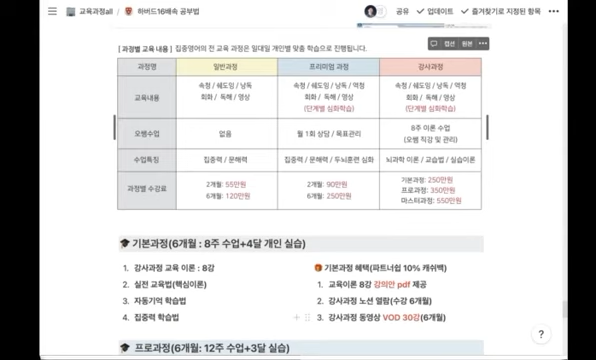 교육과정all / 하버드16배속 공부법
공유 업데이트 즐겨찾기로 지정된 항목
[ 과정별 교육 내용 ] 집중영어의 전 교육 과정은 일대일 개인별 맞춤 학습으로 진행됩니다.
캡션 원본
과정명 일반과정 프리미엄 과정 강사과정
교육내용
속청 / 쉐도잉 / 낭독
회화 / 독해 / 영상
속청 / 쉐도잉 / 낭독 / 역청
회화 / 독해 / 영상
(단계별 심화학습)
속청 / 쉐도잉 / 낭독 / 역청
회화 / 독해 / 영상
(단계별 심화학습)
오쌤수업 없음 월 1회 상담 / 목표관리
8주 이론 수업
(오쌤 직강 및 관리)
수업특징 집중력 / 문해력 집중력 / 문해력 / 두뇌훈련 심화 뇌과학 이론 / 교습법 / 실습이론
과정별 수강료
2개월: 55만원
6개월: 120만원
2개월: 90만원
6개월: 250만원
기본과정: 250만원
프로과정: 350만원
마스터과정: 550만원
기본과정(6개월 : 8주 수업+4달 개인 실습)
1. 강사과정 교육 이론 : 8강
2. 실전 교육법(핵심이론)
3. 자동기억 학습법
4. 집중력 학습법
기본과정 혜택(파트너쉽 10% 캐쉬백)
1. 교육이론 8강 강의안 pdf 제공
2. 강사과정 노션 열람(수강 6개월)
3. 강사과정 동영상 VOD 30강(6개월)
프로과정(6개월: 12주 수업+3달 실습)
?